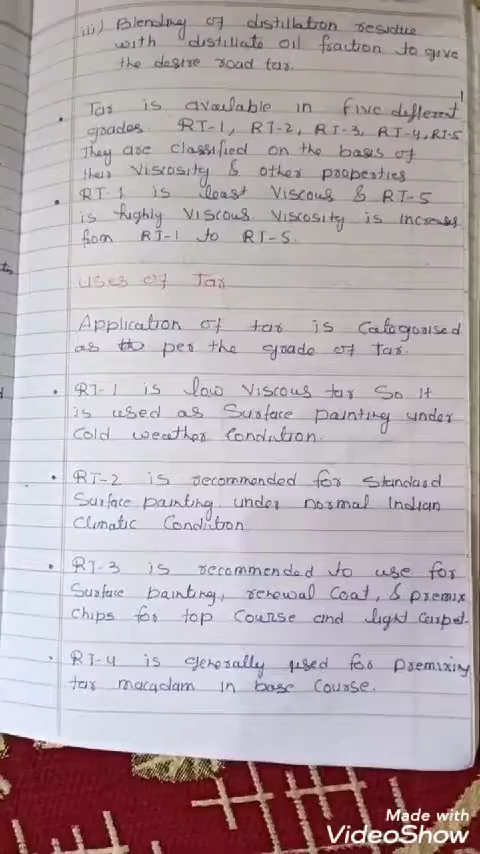 iii) Blending of distillation residue
with distillate oil fraction to give
the desire road tar.
• Tar is available in five different
grades. RT-1, RT-2, RT-3, RT-4, RT-5
They are classified on the bases of
their viscosity & other properties
• RT-1 is least viscous & RT-5
is highly viscous. Viscosity is increases
from RT-1 to RT-5.
Uses of Tar
Application of tar is Categorised
as per the grade of Tar.
• RT-1 is low viscous tar so it
is used as surface painting under
cold weather condition.
• RT-2 is recommended for standard
surface painting under normal Indian
climatic condition
• RT-3 is recommended to use for
surface painting, renewal coat, & premix
chips for top course and light carpet.
• RT-4 is generally used for premixing
tar macadam in base course.
Made with
VideoShow